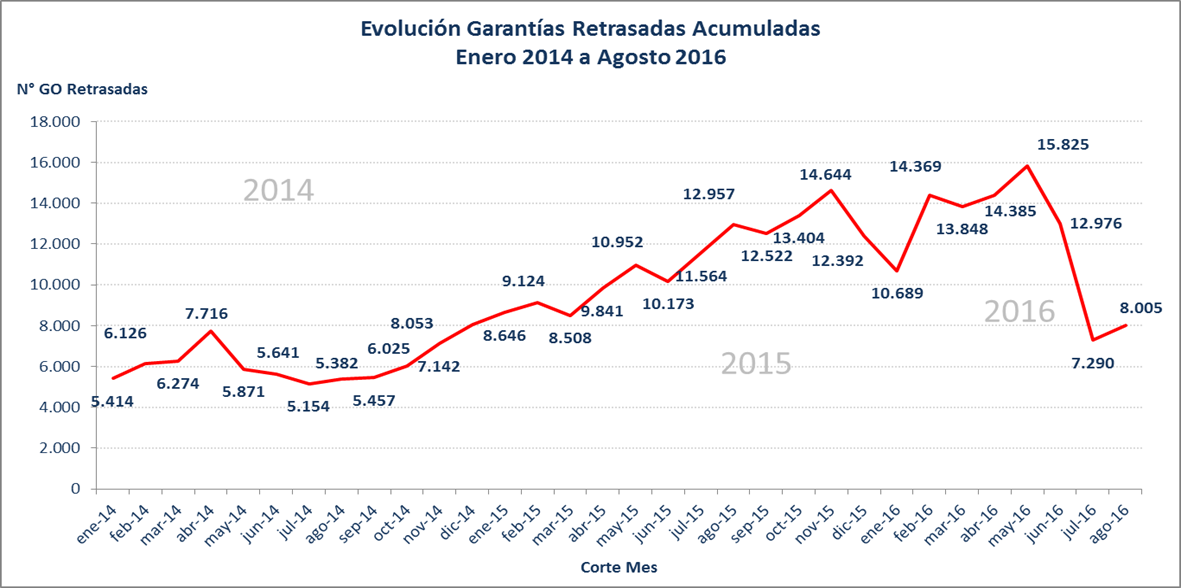 Evolución Garantías Retrasadas Acumuladas
Enero 2014 a Agosto 2016
N° GO Retrasadas
18.000
16.000
14.000
12.000
10.000
8.000
6.000
4.000
2.000
0
2014
2015
2016
5.414
6.126
6.274
7.716
5.871
5.641
5.154
5.382
5.457
6.025
7.142
8.053
8.646
9.124
8.508
9.841
10.952
10.173
11.564
12.957
12.522
13.404
14.644
12.392
10.689
14.369
13.848
14.385
15.825
12.976
7.290
8.005
ene-14
feb-14
mar-14
abr-14
may-14
jun-14
jul-14
ago-14
sep-14
oct-14
nov-14
dic-14
ene-15
feb-15
mar-15
abr-15
may-15
jun-15
jul-15
ago-15
sep-15
oct-15
nov-15
dic-15
ene-16
feb-16
mar-16
abr-16
may-16
jun-16
jul-16
ago-16
Corte Mes